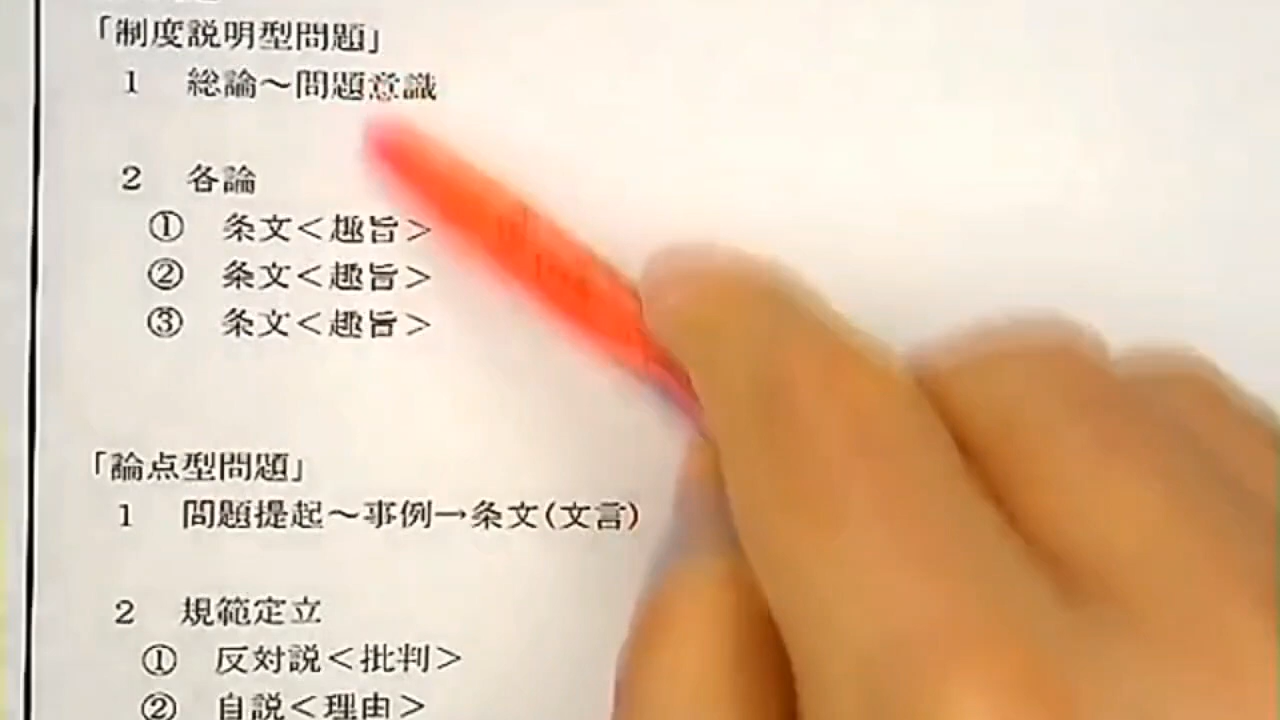 「制度説明型問題」
1 総論～問題意識
2 各論
① 条文＜趣旨＞
② 条文＜趣旨＞
③ 条文＜趣旨＞
「論点型問題」
1 問題提起～事例→条文(文言)
2 規範定立
① 反対説＜批判＞
② 自説＜理由＞